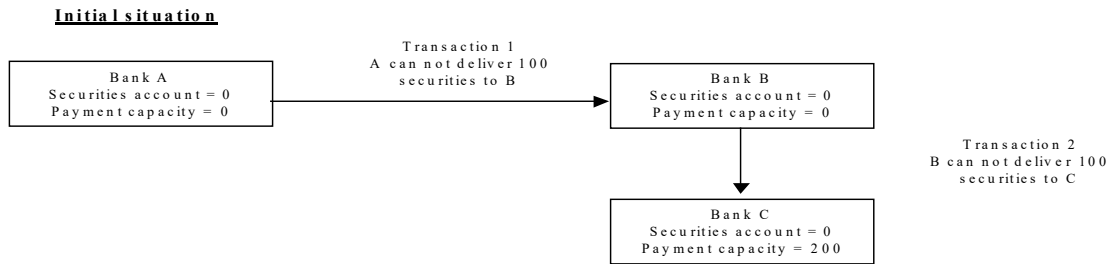 Initial situation
Transaction 1
A can not deliver 100
securities to B
Bank A
Securities account = 0
Payment capacity = 0
Bank B
Securities account = 0
Payment capacity = 0
Transaction 2
B can not deliver 100
securities to C
Bank C
Securities account = 0
Payment capacity = 200